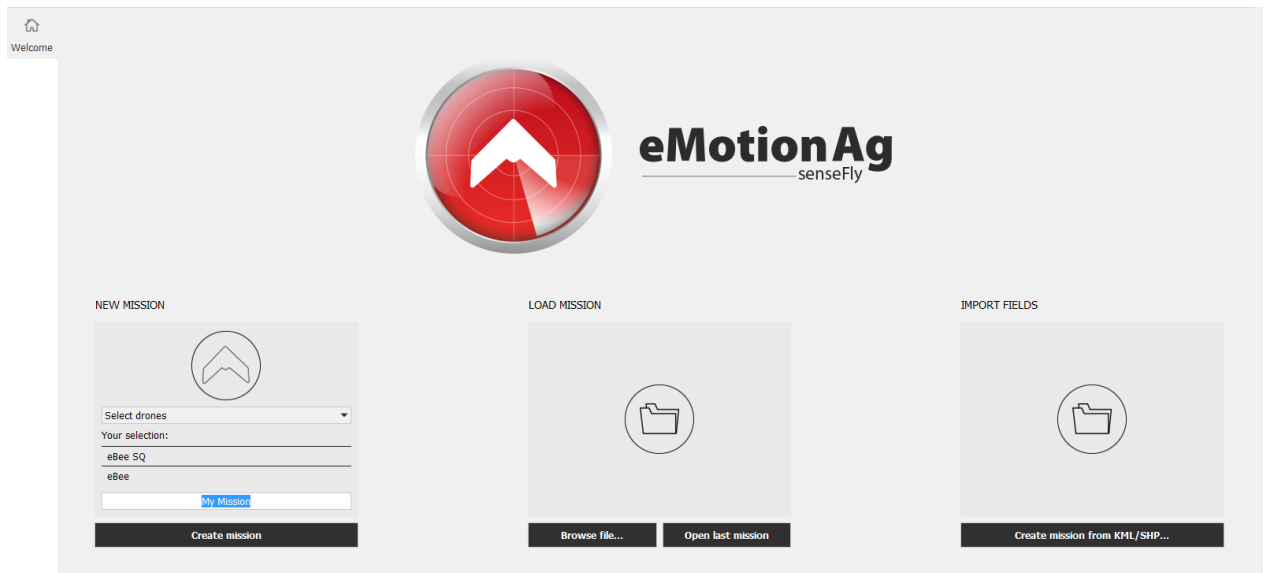 Welcome
eMotion Ag
senseFly
NEW MISSION
Select drones
Your selection:
eBee SQ
eBee
My Mission
Create mission
LOAD MISSION
Browse file...
Open last mission
IMPORT FIELDS
Create mission from KML/SHP...